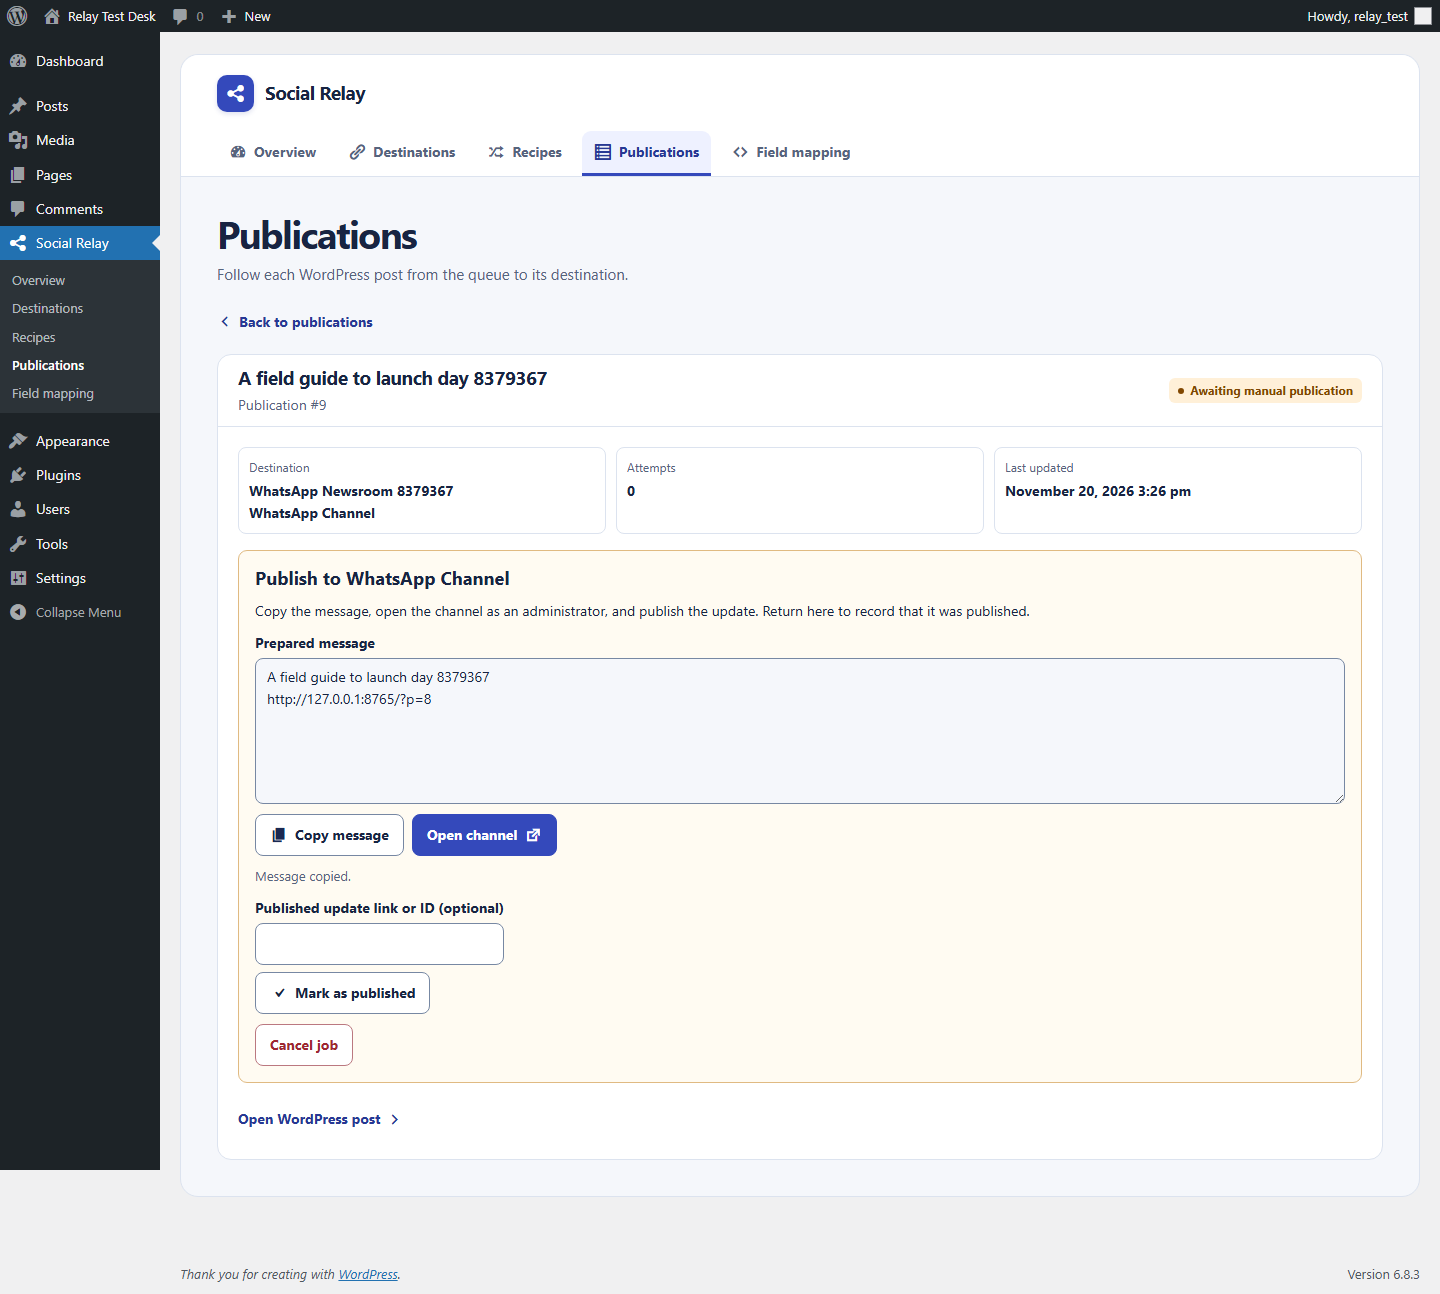 Relay Test Desk
0
New
Howdy, relay_test
Dashboard
Posts
Media
Pages
Comments
Social Relay
Overview
Destinations
Recipes
Publications
Field mapping
Appearance
Plugins
Users
Tools
Settings
Collapse Menu
Social Relay
Overview
Destinations
Recipes
Publications
Field mapping
Publications
Follow each WordPress post from the queue to its destination.
Back to publications
A field guide to launch day 8379367
Publication #9
Awaiting manual publication
Destination
WhatsApp Newsroom 8379367
WhatsApp Channel
Attempts
0
Last updated
November 20, 2026 3:26 pm
Publish to WhatsApp Channel
Copy the message, open the channel as an administrator, and publish the update. Return here to record that it was published.
Prepared message
A field guide to launch day 8379367
http://127.0.0.1:8765/?p=8
Copy message
Open channel
Message copied.
Published update link or ID (optional)
Mark as published
Cancel job
Open WordPress post
Thank you for creating with WordPress.
Version 6.8.3